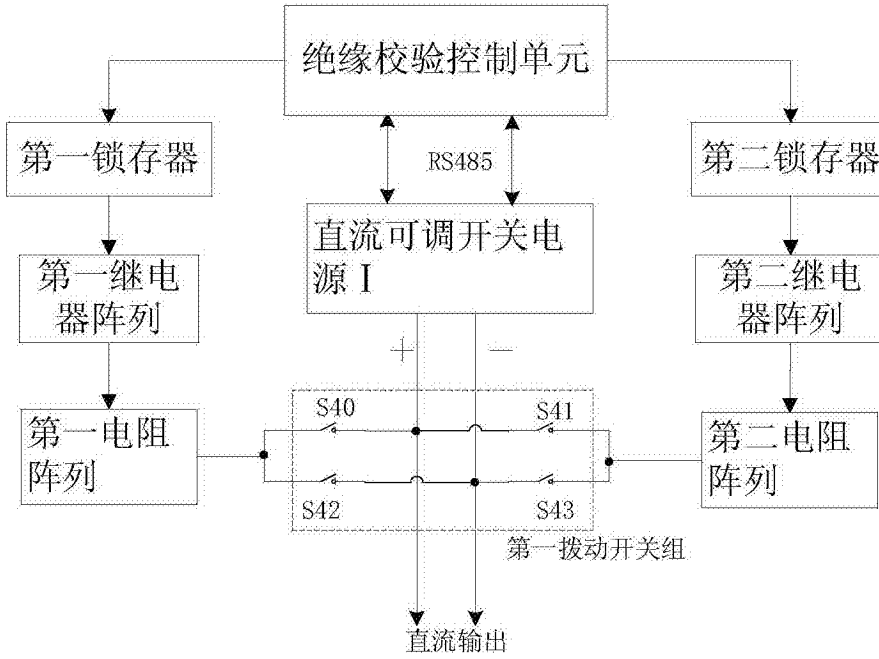 绝缘校验控制单元
第一锁存器
RS485
第二锁存器
直流可调开关电
源Ⅰ
第一继电
器阵列
第二继电
器阵列
+
−
S40
S41
第一电阻
阵列
第二电阻
阵列
S42
S43
第一拨动开关组
直流输出